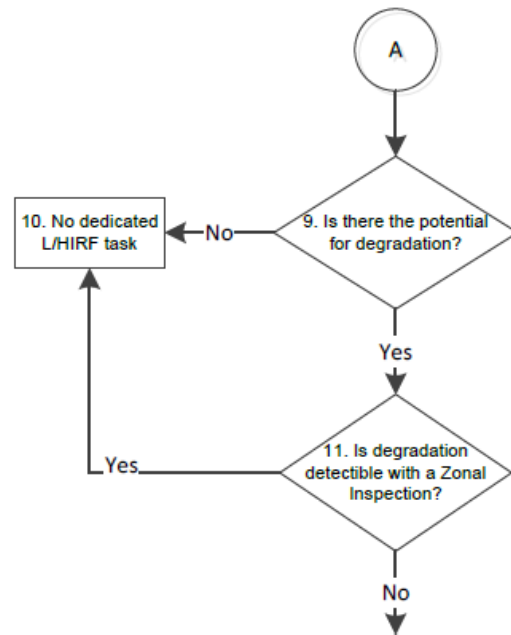 A
9. Is there the potential
for degradation?
No
10. No dedicated
L/HIRF task
Yes
11. Is degradation
detectible with a Zonal
Inspection?
Yes
No